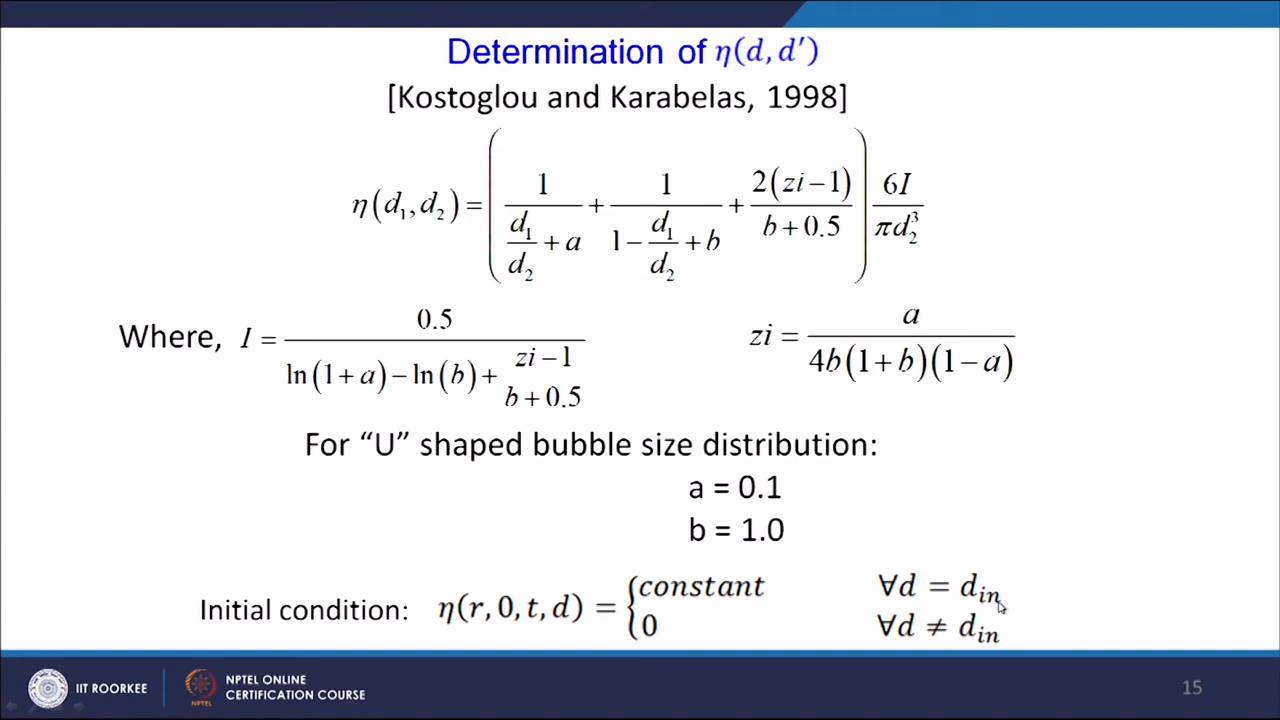 Determination of η(d, d′)
[Kostoglou and Karabelas, 1998]
η(d₁, d₂) = ( 1 / (d₁/d₂ + a) + 1 / (1 − d₁/d₂ + b) + 2(zi − 1) / (b + 0.5) ) 6I / πd₂³
Where, I = 0.5 / ( ln(1 + a) − ln(b) + (zi − 1) / (b + 0.5) )    zi = a / ( 4b(1 + b)(1 − a) )
For “U” shaped bubble size distribution:
a = 0.1
b = 1.0
Initial condition: η(r, 0, t, d) = { constant ∀d = dᵢₙ
0 ∀d ≠ dᵢₙ
IIT ROORKEE
NPTEL
NPTEL ONLINE
CERTIFICATION COURSE
15